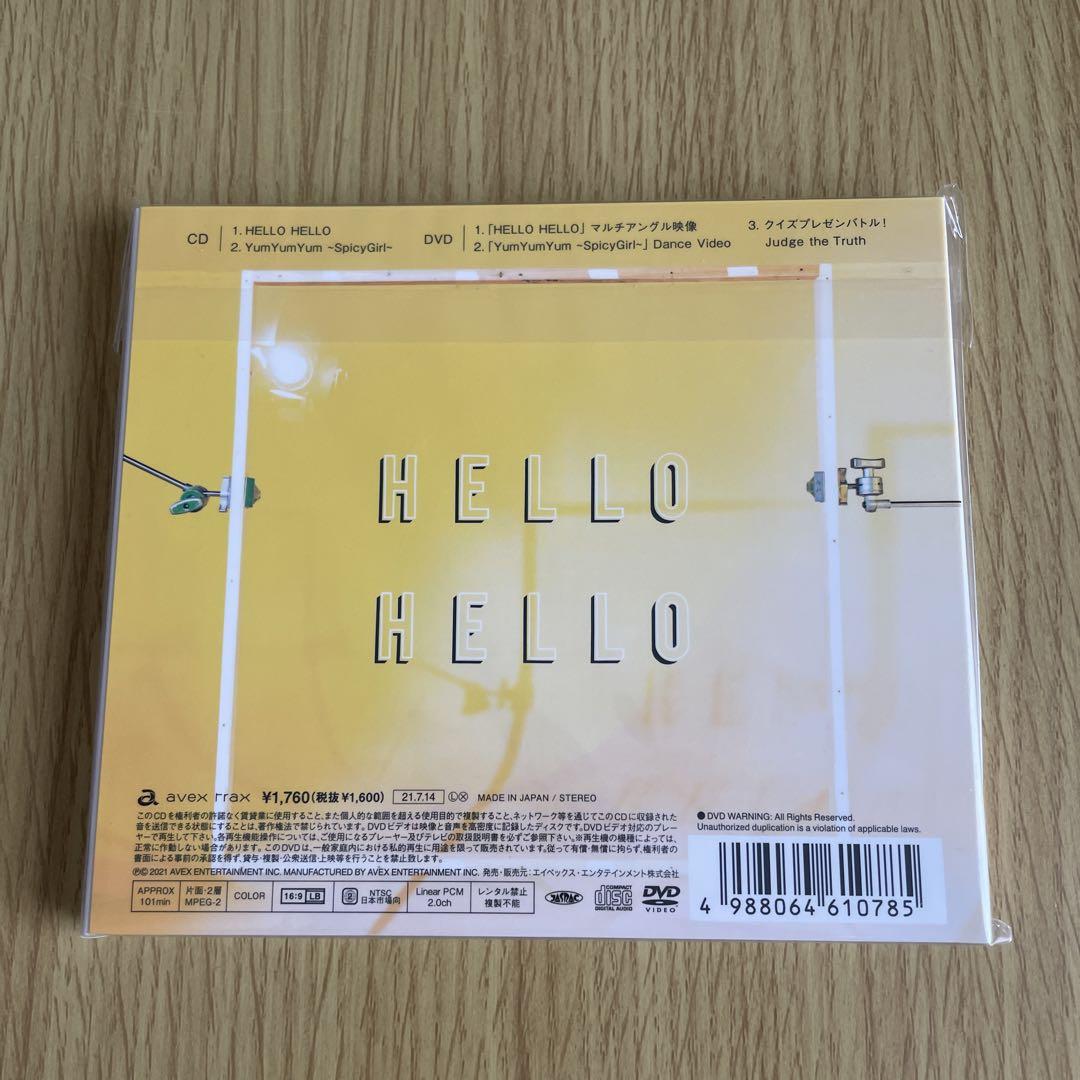 CD
1. HELLO HELLO
2. YumYumYum ~SpicyGirl~
DVD
1.「HELLO HELLO」マルチアングル映像
2.「YumYumYum ~SpicyGirl~」Dance Video
3. クイズプレゼンバトル!
Judge the Truth
HELLO
HELLO
avex trax ¥1,760(税抜¥1,600) 21.7.14 Ⓛⓧ MADE IN JAPAN / STEREO
このCDを権利者の許諾なく賃貸業に使用すること、また個人的な範囲を超える使用目的で複製すること、ネットワーク等を通じてこのCDに収録された
音を送信できる状態にすることは、著作権法で禁じられています。DVDビデオは映像と音声を高密度に記録したディスクです。DVDビデオ対応のプレー
ヤーで再生して下さい。各再生機能操作については、ご使用になるプレーヤー及びテレビの取扱説明書を必ずご参照下さい。※再生機の機種によっては、
正常に作動しない場合があります。このDVDは、一般家庭内における私的再生に用途を限って販売されています。従って有償・無償に拘らず、権利者の
書面による事前の承認を得ず、貸与・複製・公衆送信・上映等を行うことを禁止致します。
℗© 2021 AVEX ENTERTAINMENT INC. MANUFACTURED BY AVEX ENTERTAINMENT INC. 発売・販売元:エイベックス・エンタテインメント株式会社
APPROX
101min
片面・2層
MPEG-2
COLOR
16:9 LB
2
NTSC
日本市場向
Linear PCM
2.0ch
レンタル禁止
複製不能
JASRAC
COMPACT
disc
DIGITAL AUDIO
DVD
VIDEO
● DVD WARNING: All Rights Reserved.
Unauthorized duplication is a violation of applicable laws.
4 988064 610785